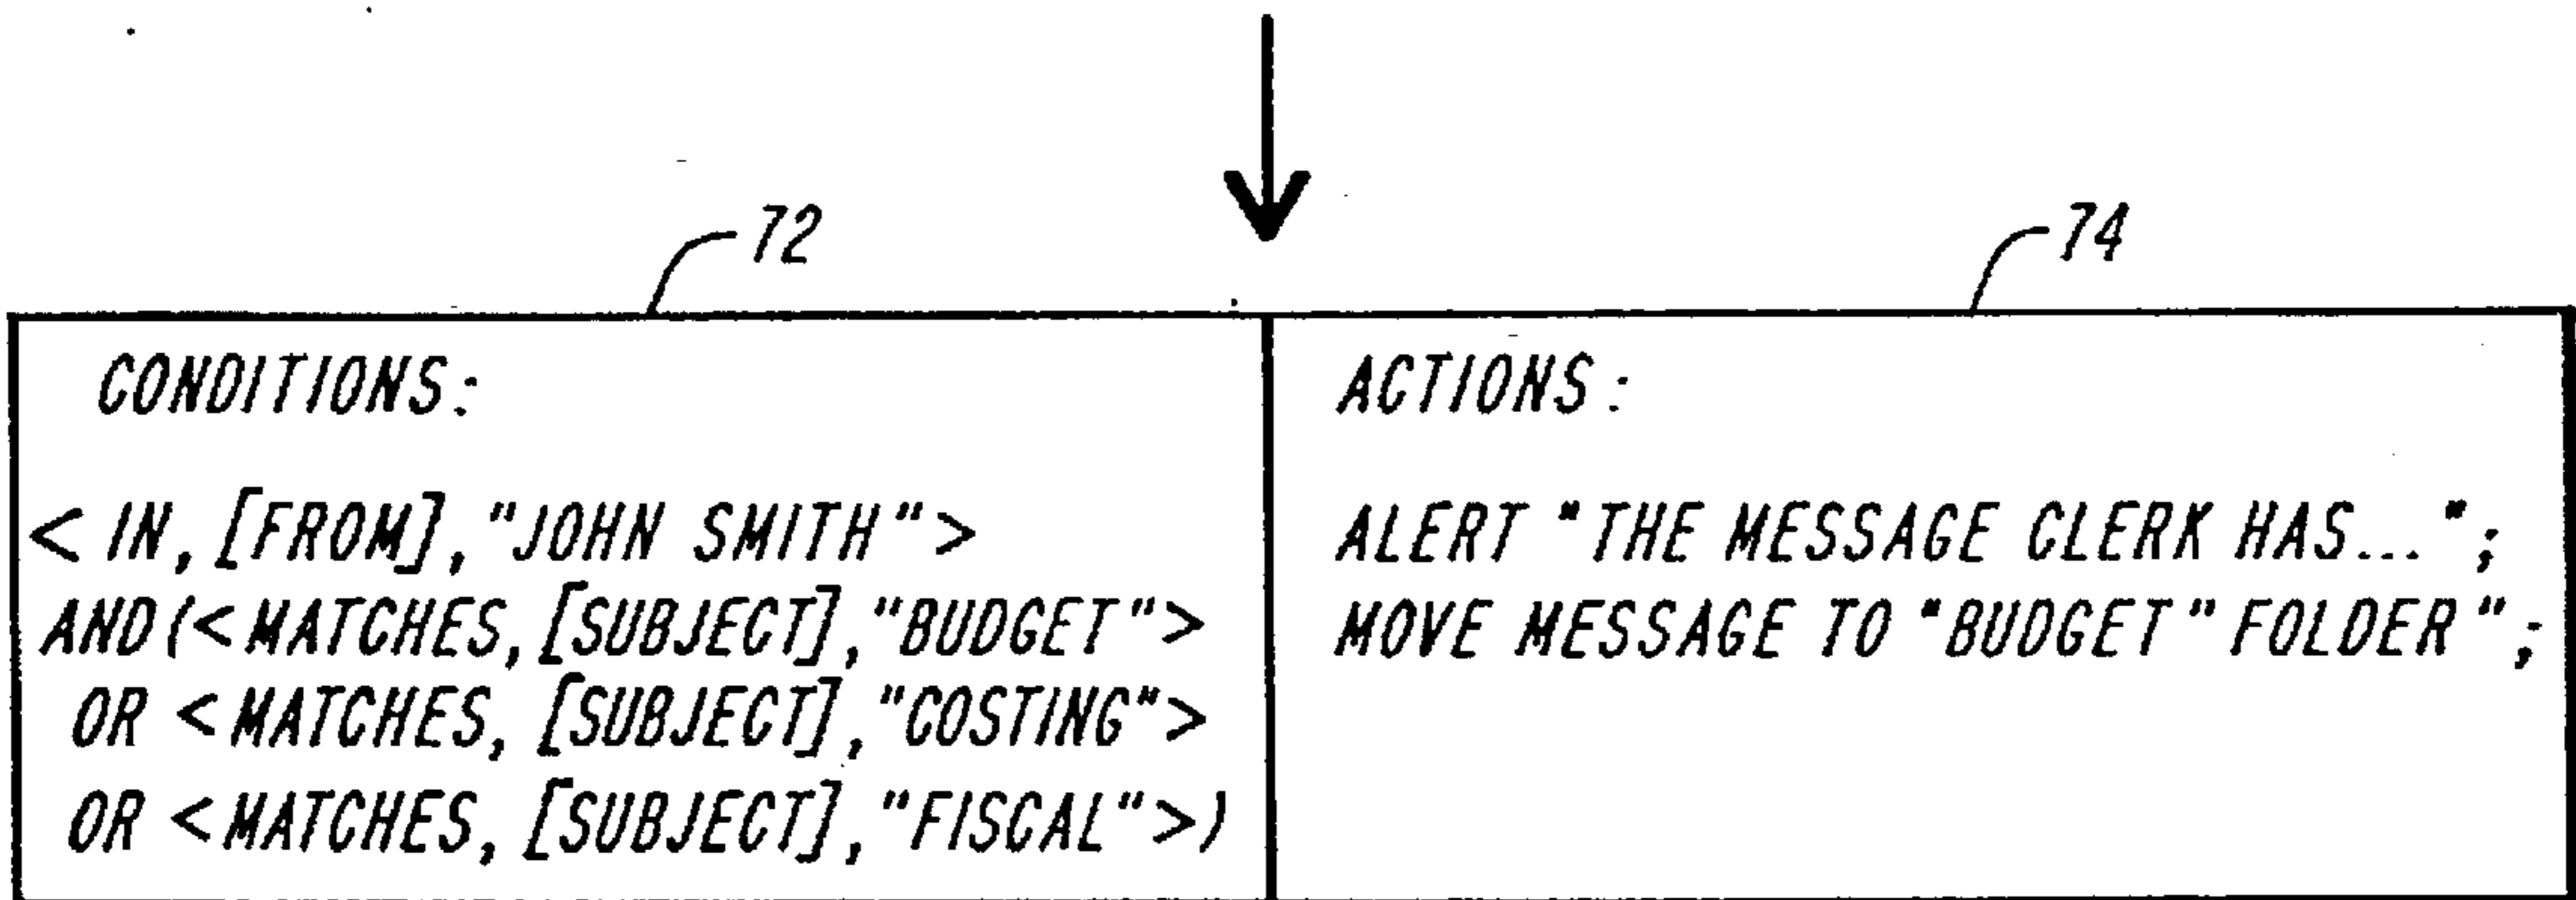 72
74
CONDITIONS:
< IN, [FROM], "JOHN SMITH">
AND (< MATCHES, [SUBJECT], "BUDGET">
OR < MATCHES, [SUBJECT], "COSTING">
OR < MATCHES, [SUBJECT], "FISCAL">)
ACTIONS:
ALERT "THE MESSAGE CLERK HAS... ";
MOVE MESSAGE TO "BUDGET" FOLDER";